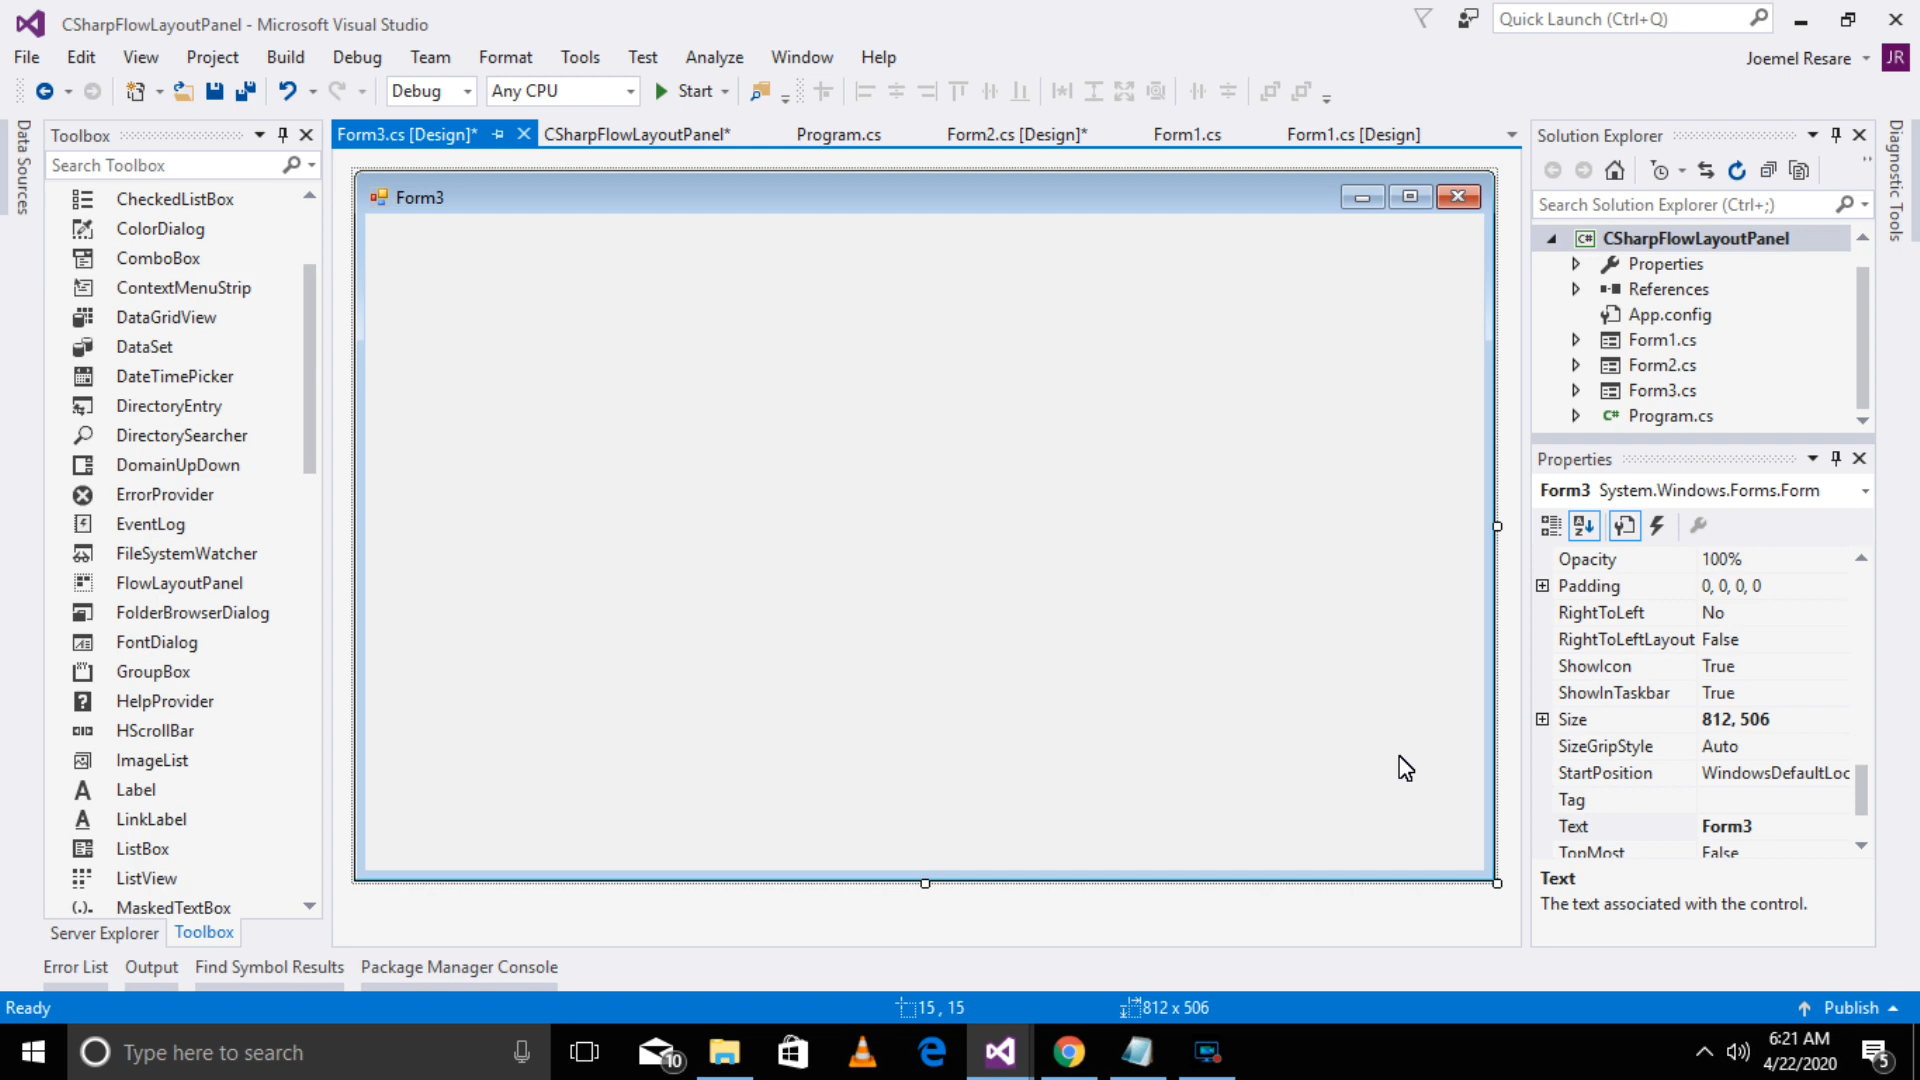 CSharpFlowLayoutPanel - Microsoft Visual Studio
Quick Launch (Ctrl+Q)
File Edit View Project Build Debug Team Format Tools Test Analyze Window Help
Joemel Resare JR
Debug Any CPU Start
Data Sources
Toolbox
Search Toolbox
CheckedListBox
ColorDialog
ComboBox
ContextMenuStrip
DataGridView
DataSet
DateTimePicker
DirectoryEntry
DirectorySearcher
DomainUpDown
ErrorProvider
EventLog
FileSystemWatcher
FlowLayoutPanel
FolderBrowserDialog
FontDialog
GroupBox
HelpProvider
HScrollBar
ImageList
Label
LinkLabel
ListBox
ListView
MaskedTextBox
Server Explorer Toolbox
Form3.cs [Design]* CSharpFlowLayoutPanel* Program.cs Form2.cs [Design]* Form1.cs Form1.cs [Design]
Form3
Solution Explorer
Search Solution Explorer (Ctrl+;)
C# CSharpFlowLayoutPanel
Properties
References
App.config
Form1.cs
Form2.cs
Form3.cs
C# Program.cs
Diagnostic Tools
Properties
Form3 System.Windows.Forms.Form
Opacity 100%
Padding 0, 0, 0, 0
RightToLeft No
RightToLeftLayout False
ShowIcon True
ShowInTaskbar True
Size 812, 506
SizeGripStyle Auto
StartPosition WindowsDefaultLoc
Tag
Text Form3
TopMost False
Text
The text associated with the control.
Error List Output Find Symbol Results Package Manager Console
Ready 15, 15 812 x 506 Publish
Type here to search
10
6:21 AM
4/22/2020
5